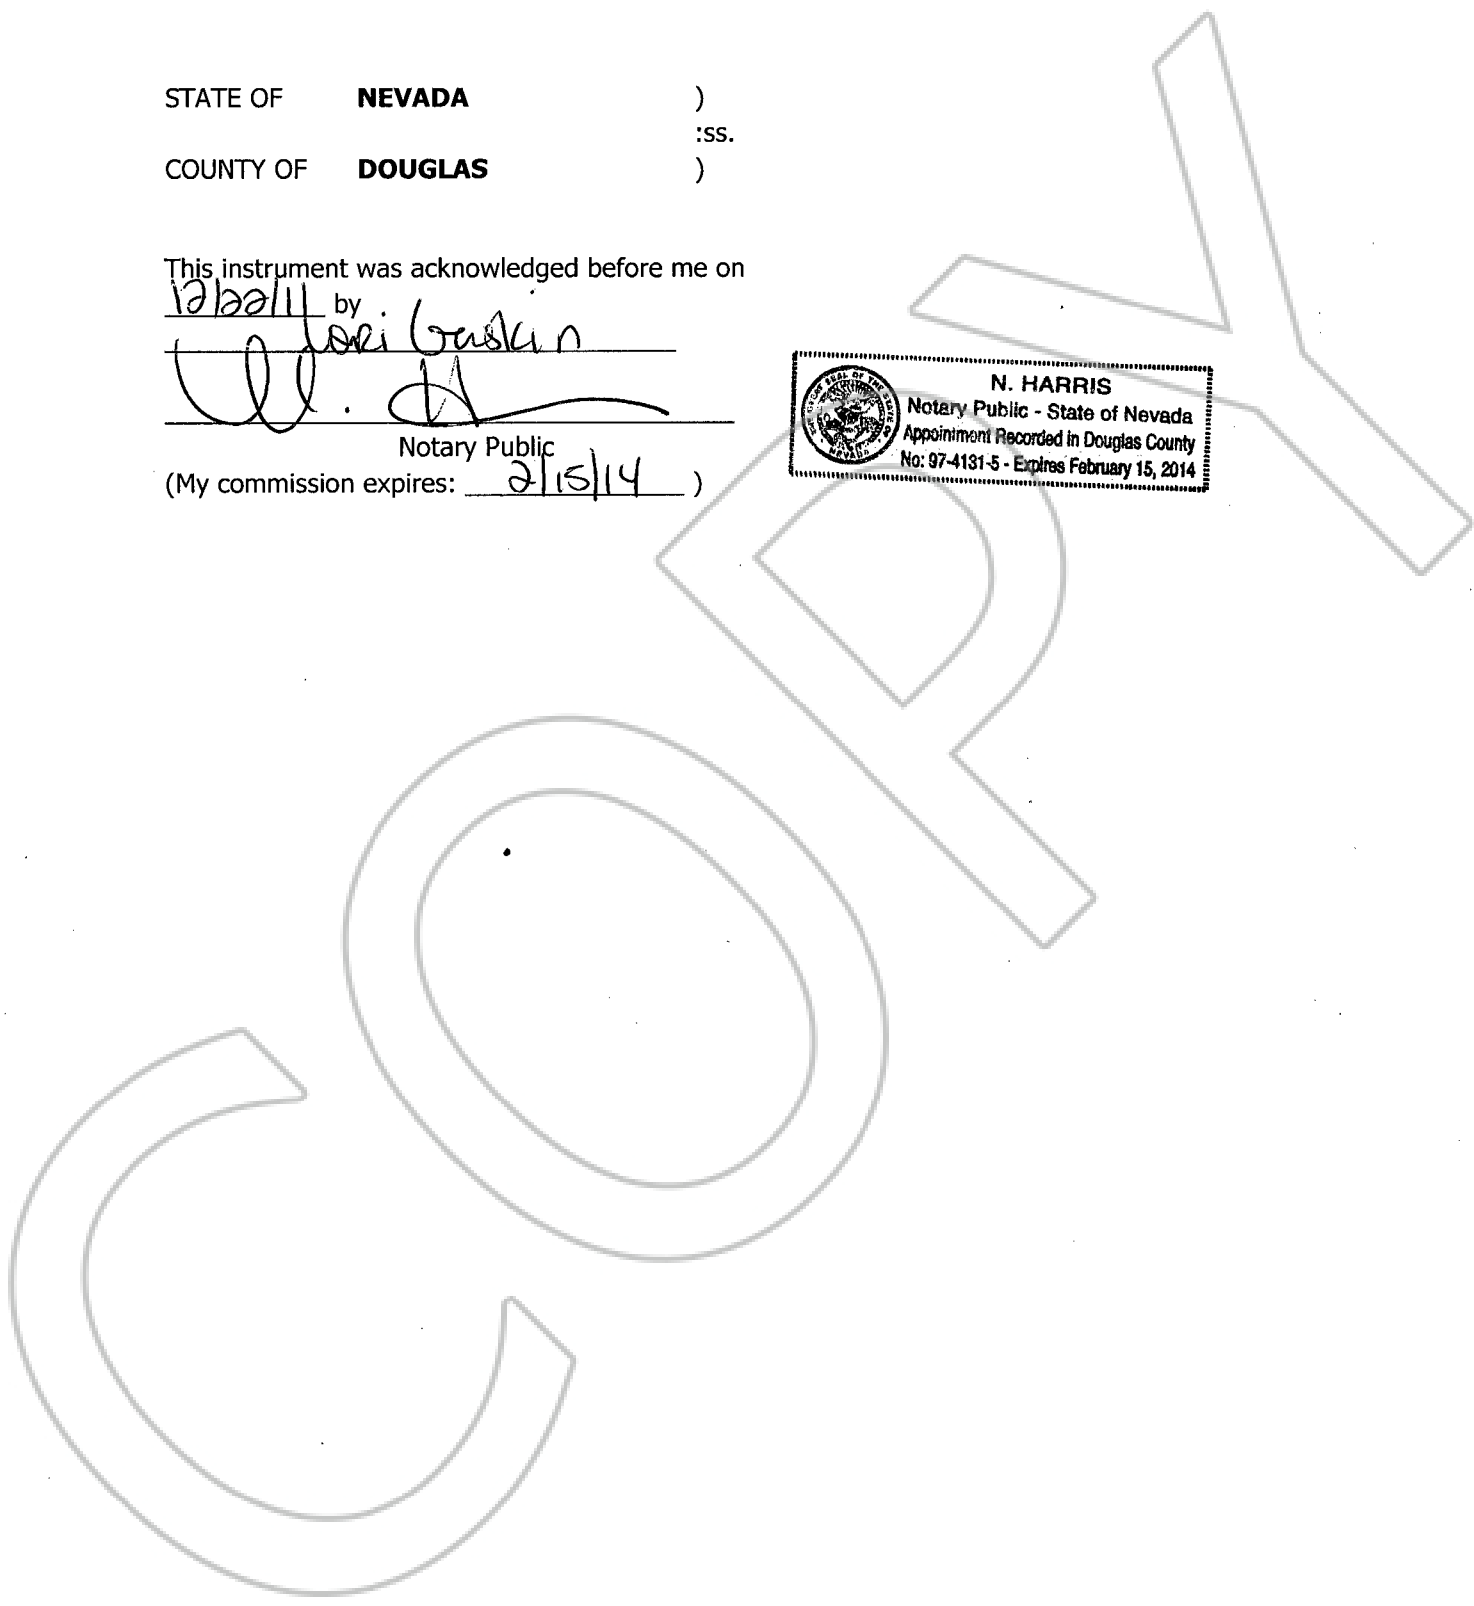 STATE OF NEVADA )
:ss.
COUNTY OF DOUGLAS )
This instrument was acknowledged before me on
12/22/11 by
Lori Gaskin
Notary Public
(My commission expires: 2/15/14 )
N. HARRIS
Notary Public - State of Nevada
Appointment Recorded in Douglas County
No: 97-4131-5 - Expires February 15, 2014
COPY